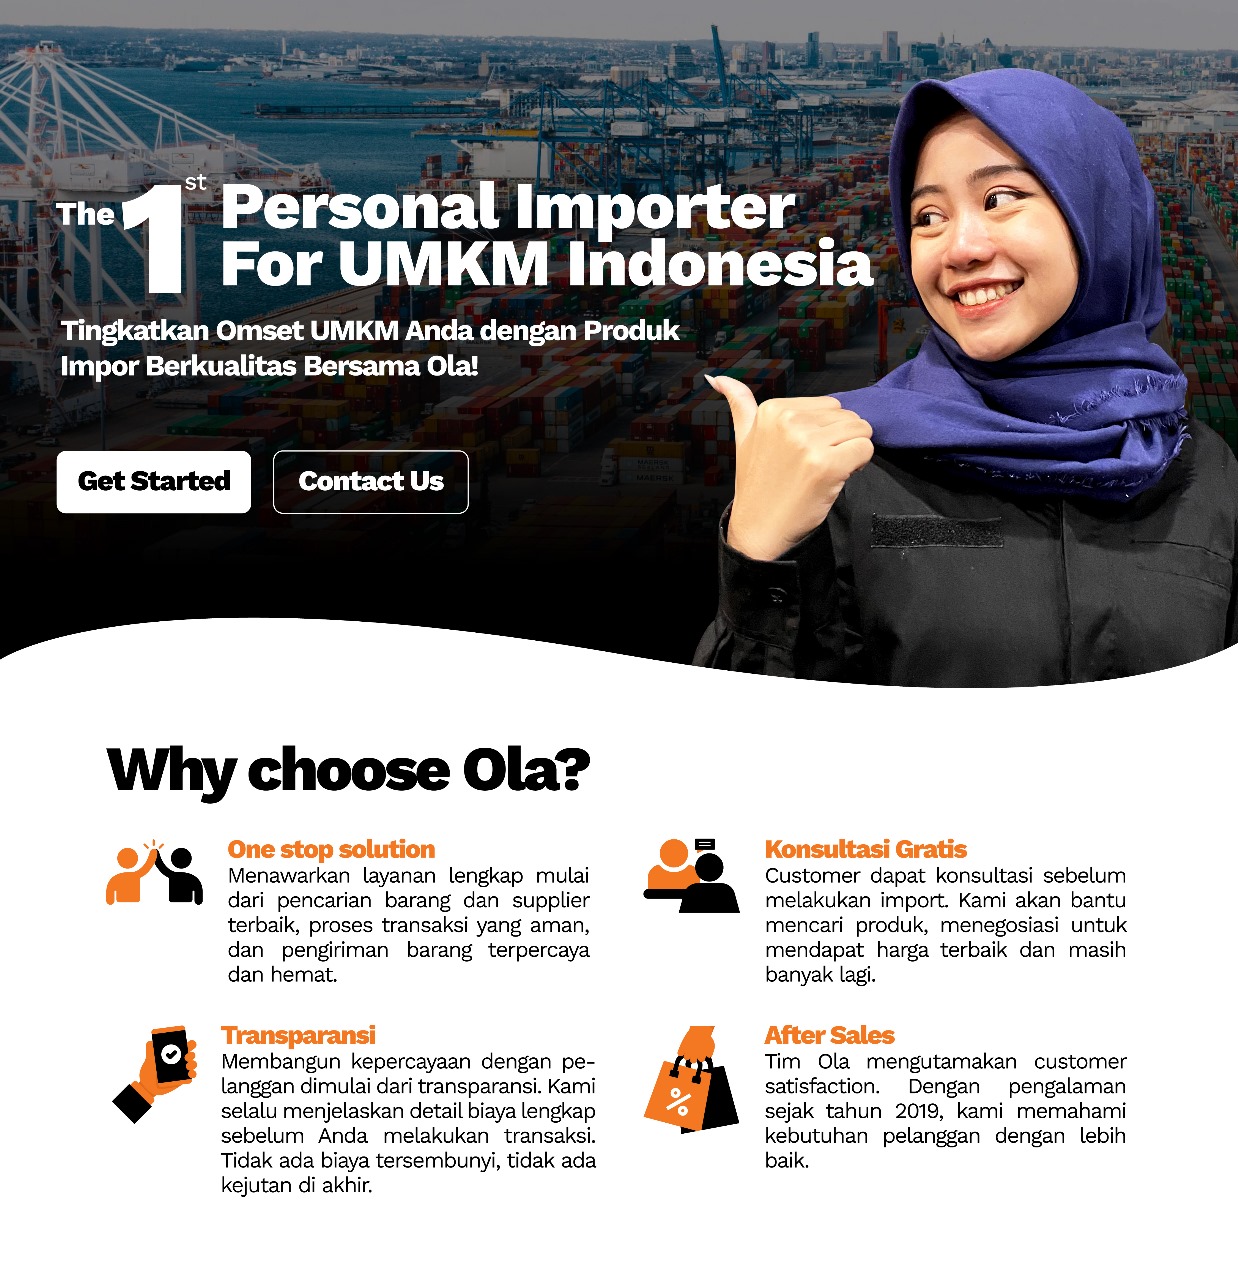 The 1st Personal Importer
For UMKM Indonesia
Tingkatkan Omset UMKM Anda dengan Produk
Impor Berkualitas Bersama Ola!
Get Started
Contact Us
Why choose Ola?
One stop solution
Menawarkan layanan lengkap mulai
dari pencarian barang dan supplier
terbaik, proses transaksi yang aman,
dan pengiriman barang terpercaya
dan hemat.
Konsultasi Gratis
Customer dapat konsultasi sebelum
melakukan import. Kami akan bantu
mencari produk, menegosiasi untuk
mendapat harga terbaik dan masih
banyak lagi.
Transparansi
Membangun kepercayaan dengan pe-
langgan dimulai dari transparansi. Kami
selalu menjelaskan detail biaya lengkap
sebelum Anda melakukan transaksi.
Tidak ada biaya tersembunyi, tidak ada
kejutan di akhir.
%
After Sales
Tim Ola mengutamakan customer
satisfaction. Dengan pengalaman
sejak tahun 2019, kami memahami
kebutuhan pelanggan dengan lebih
baik.